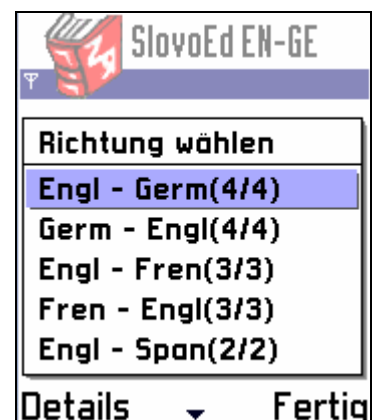 SlovoEd EN-GE
Richtung wählen
Engl - Germ(4/4)
Germ - Engl(4/4)
Engl - Fren(3/3)
Fren - Engl(3/3)
Engl - Span(2/2)
Details Fertig